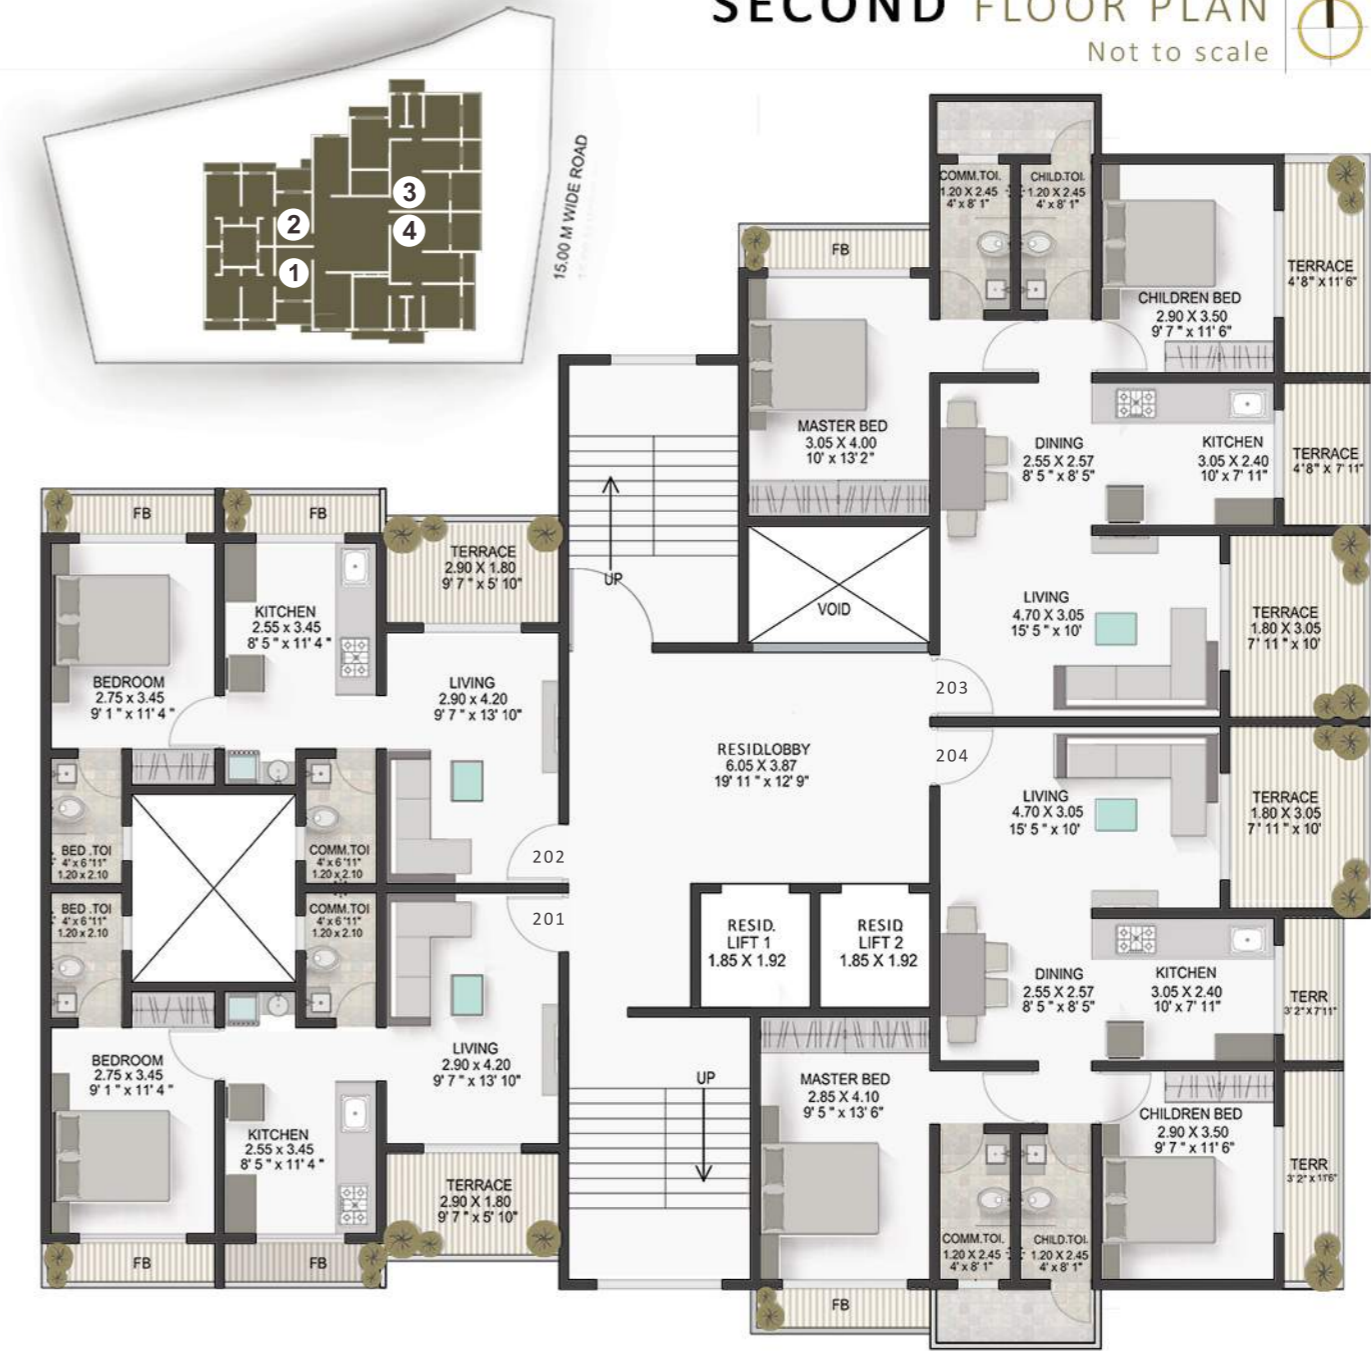 SECOND FLOOR PLAN
Not to scale
15.00 M WIDE ROAD
3
2
4
1
COMM.TOI.
1.20 X 2.45
4' x 8' 1"
CHILD.TOI.
1.20 X 2.45
4' x 8' 1"
FB
CHILDREN BED
2.90 X 3.50
9' 7 " x 11' 6"
TERRACE
4'8" x 11' 6"
MASTER BED
3.05 X 4.00
10' x 13' 2"
DINING
2.55 X 2.57
8' 5 " x 8' 5"
KITCHEN
3.05 X 2.40
10' x 7' 11"
TERRACE
4'8" x 7' 11"
UP
VOID
LIVING
4.70 X 3.05
15' 5 " x 10'
TERRACE
1.80 X 3.05
7' 11 " x 10'
203
FB
FB
TERRACE
2.90 X 1.80
9' 7 " x 5' 10"
BEDROOM
2.75 x 3.45
9' 1 " x 11' 4 "
KITCHEN
2.55 x 3.45
8' 5 " x 11' 4 "
LIVING
2.90 x 4.20
9' 7" x 13' 10"
BED .TOI
4' x 6 '11"
1.20 x 2.10
COMM.TOI
4' x 6 '11"
1.20 x 2.10
202
RESID.LOBBY
6.05 X 3.87
19' 11 " x 12' 9"
204
LIVING
4.70 X 3.05
15' 5 " x 10'
TERRACE
1.80 X 3.05
7 ' 11 " x 10'
BED .TOI
4' x 6 '11"
1.20 x 2.10
COMM.TOI
4' x 6 '11"
1.20 x 2.10
201
RESID.
LIFT 1
1.85 X 1.92
RESID
LIFT 2
1.85 X 1.92
DINING
2.55 X 2.57
8' 5 " x 8' 5"
KITCHEN
3.05 X 2.40
10' x 7' 11"
TERR
3' 2" X 7'11"
BEDROOM
2.75 x 3.45
9' 1 " x 11' 4 "
KITCHEN
2.55 x 3.45
8' 5 " x 11' 4 "
LIVING
2.90 x 4.20
9' 7" x 13' 10"
TERRACE
2.90 X 1.80
9' 7 " x 5' 10"
FB
FB
UP
MASTER BED
2.85 X 4.10
9' 5 " x 13' 6"
CHILDREN BED
2.90 X 3.50
9' 7 " x 11' 6"
TERR
3' 2" x 11'6"
COMM.TOI.
1.20 X 2.45
4' x 8' 1"
CHILD.TOI.
1.20 X 2.45
4' x 8' 1"
FB